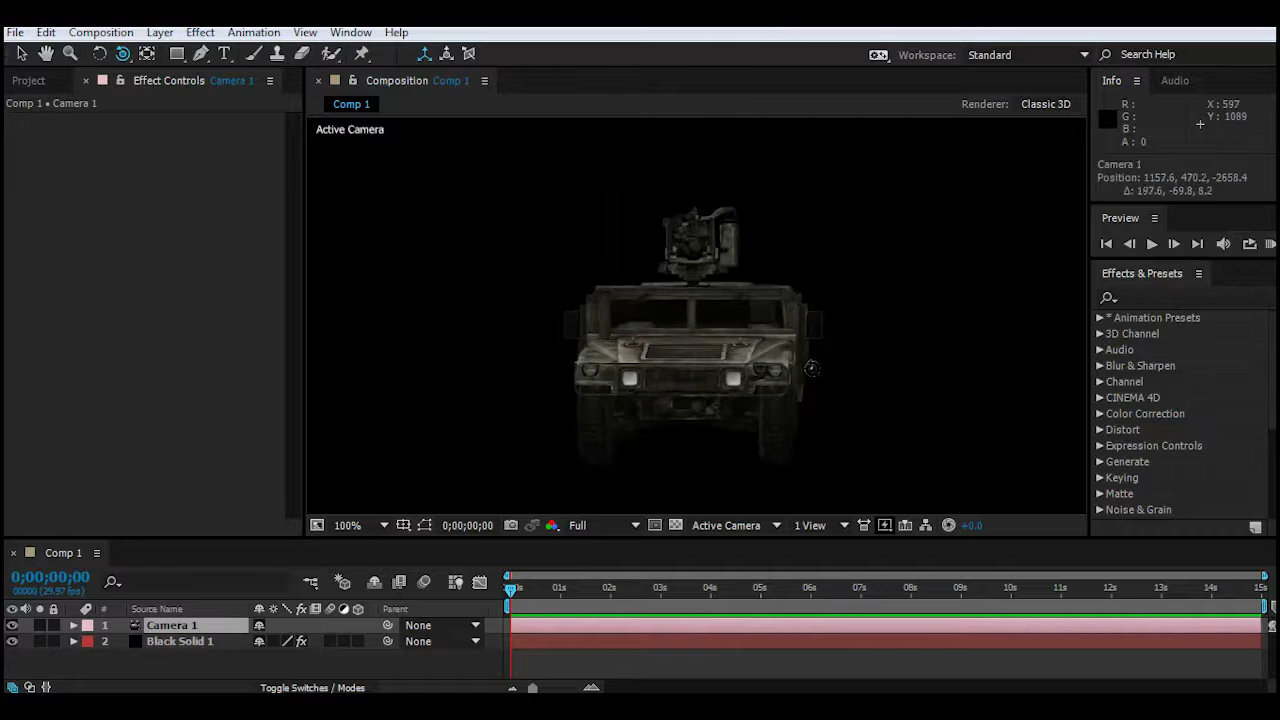 File Edit Composition Layer Effect Animation View Window Help
Workspace: Standard Search Help
Project Effect Controls Camera 1 Composition Comp 1 Info Audio
Comp 1 • Camera 1 Comp 1 Renderer: Classic 3D
R : X : 597
G : Y : 1089
B :
A : 0
Active Camera
Camera 1
Position: 1157.6, 470.2, -2658.4
Δ: 197.6, -69.8, 8.2
Preview
Effects & Presets
* Animation Presets
3D Channel
Audio
Blur & Sharpen
Channel
CINEMA 4D
Color Correction
Distort
Expression Controls
Generate
Keying
Matte
Noise & Grain
100% 0;00;00;00 Full Active Camera 1 View +0.0
Comp 1
0;00;00;00
00000 (29.97 fps)
01s 02s 03s 04s 05s 06s 07s 08s 09s 10s 11s 12s 13s 14s 15s
# Source Name Parent
1 Camera 1 None
2 Black Solid 1 None
Toggle Switches / Modes